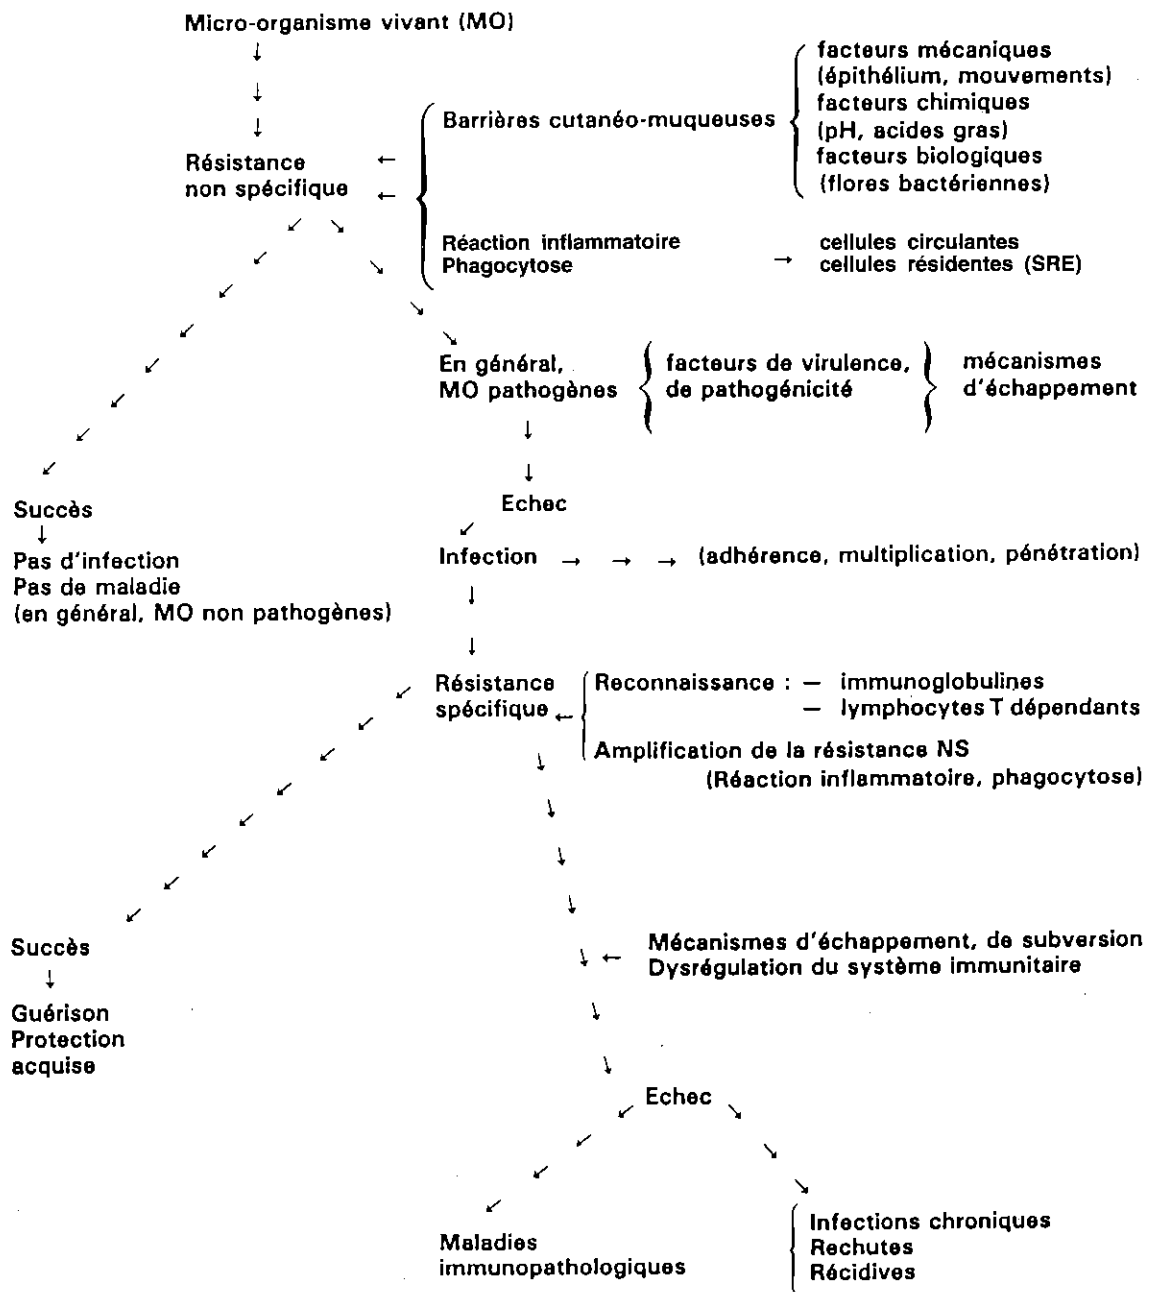 Micro-organisme vivant (MO)
↓
↓
↓
Résistance
non spécifique
←
←
Barrières cutanéo-muqueuses
facteurs mécaniques
(épithélium, mouvements)
facteurs chimiques
(pH, acides gras)
facteurs biologiques
(flores bactériennes)
Réaction inflammatoire
Phagocytose
→
cellules circulantes
cellules résidentes (SRE)
En général,
MO pathogènes
facteurs de virulence,
de pathogénicité
mécanismes
d'échappement
↓
↓
Echec
Succès
↓
Pas d'infection
Pas de maladie
(en général, MO non pathogènes)
Infection → → → (adhérence, multiplication, pénétration)
↓
↓
Résistance
spécifique ←
Reconnaissance : — immunoglobulines
— lymphocytes T dépendants
Amplification de la résistance NS
(Réaction inflammatoire, phagocytose)
Succès
↓
Guérison
Protection
acquise
← Mécanismes d'échappement, de subversion
Dysrégulation du système immunitaire
Echec
Maladies
immunopathologiques
Infections chroniques
Rechutes
Récidives